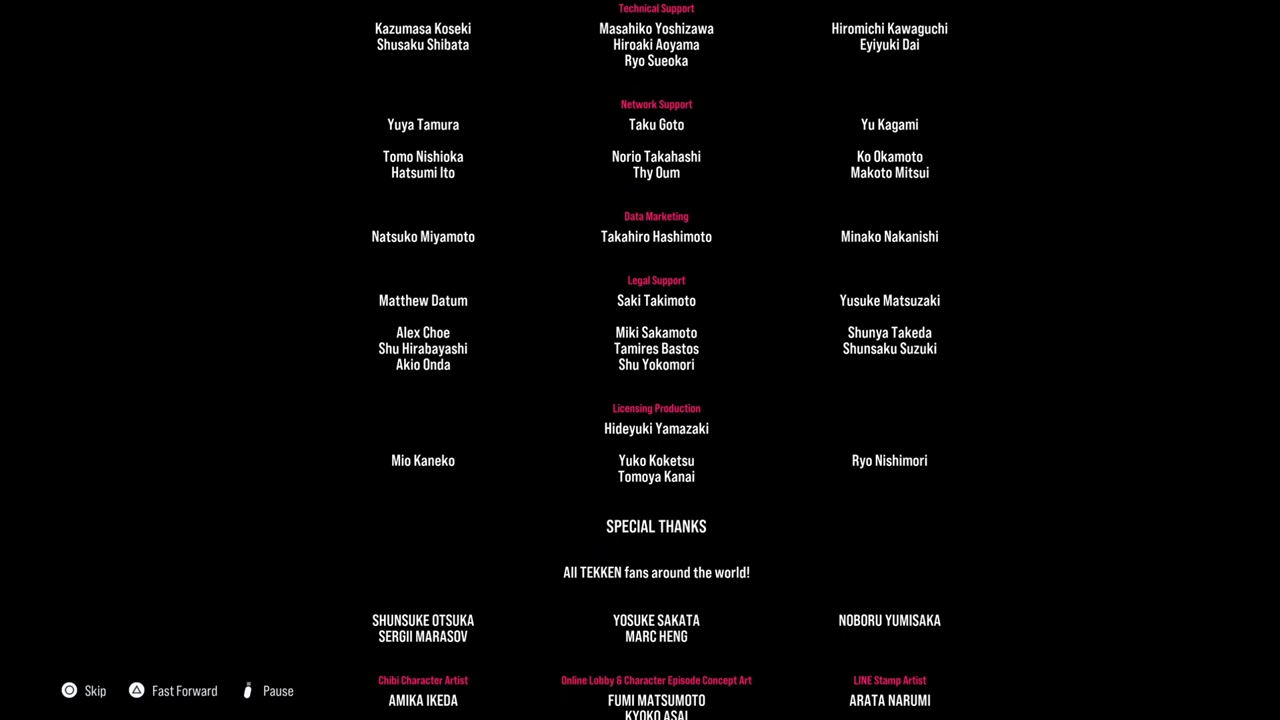 Technical Support
Kazumasa Koseki Masahiko Yoshizawa Hiromichi Kawaguchi
Shusaku Shibata Hiroaki Aoyama Eyiyuki Dai
Ryo Sueoka
Network Support
Yuya Tamura Taku Goto Yu Kagami
Tomo Nishioka Norio Takahashi Ko Okamoto
Hatsumi Ito Thy Oum Makoto Mitsui
Data Marketing
Natsuko Miyamoto Takahiro Hashimoto Minako Nakanishi
Legal Support
Matthew Datum Saki Takimoto Yusuke Matsuzaki
Alex Choe Miki Sakamoto Shunya Takeda
Shu Hirabayashi Tamires Bastos Shunsaku Suzuki
Akio Onda Shu Yokomori
Licensing Production
Hideyuki Yamazaki
Mio Kaneko Yuko Koketsu Ryo Nishimori
Tomoya Kanai
SPECIAL THANKS
All TEKKEN fans around the world!
SHUNSUKE OTSUKA YOSUKE SAKATA NOBORU YUMISAKA
SERGII MARASOV MARC HENG
Chibi Character Artist Online Lobby & Character Episode Concept Art LINE Stamp Artist
AMIKA IKEDA FUMI MATSUMOTO ARATA NARUMI
KYOKO ASAI
Skip Fast Forward Pause